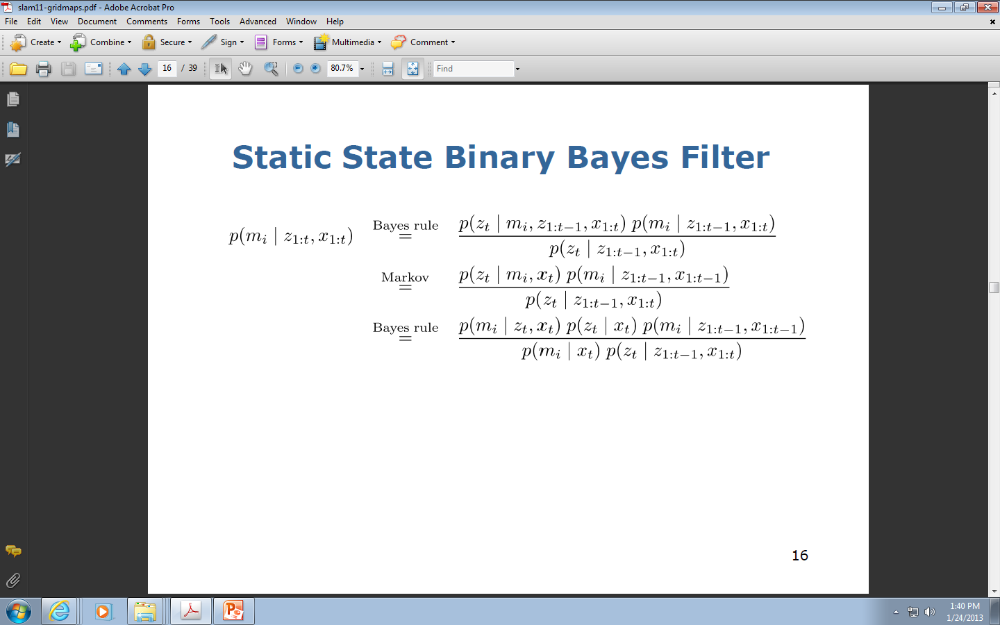 slam11-gridmaps.pdf - Adobe Acrobat Pro
File Edit View Document Comments Forms Tools Advanced Window Help
Create Combine Secure Sign Forms Multimedia Comment
16 / 39 80.7% Find
Static State Binary Bayes Filter
p(m_i | z_{1:t}, x_{1:t}) Bayes rule = \frac{p(z_t | m_i, z_{1:t-1}, x_{1:t}) p(m_i | z_{1:t-1}, x_{1:t})}{p(z_t | z_{1:t-1}, x_{1:t})}
Markov = \frac{p(z_t | m_i, x_t) p(m_i | z_{1:t-1}, x_{1:t-1})}{p(z_t | z_{1:t-1}, x_{1:t})}
Bayes rule = \frac{p(m_i | z_t, x_t) p(z_t | x_t) p(m_i | z_{1:t-1}, x_{1:t-1})}{p(m_i | x_t) p(z_t | z_{1:t-1}, x_{1:t})}
16
1:40 PM
1/24/2013